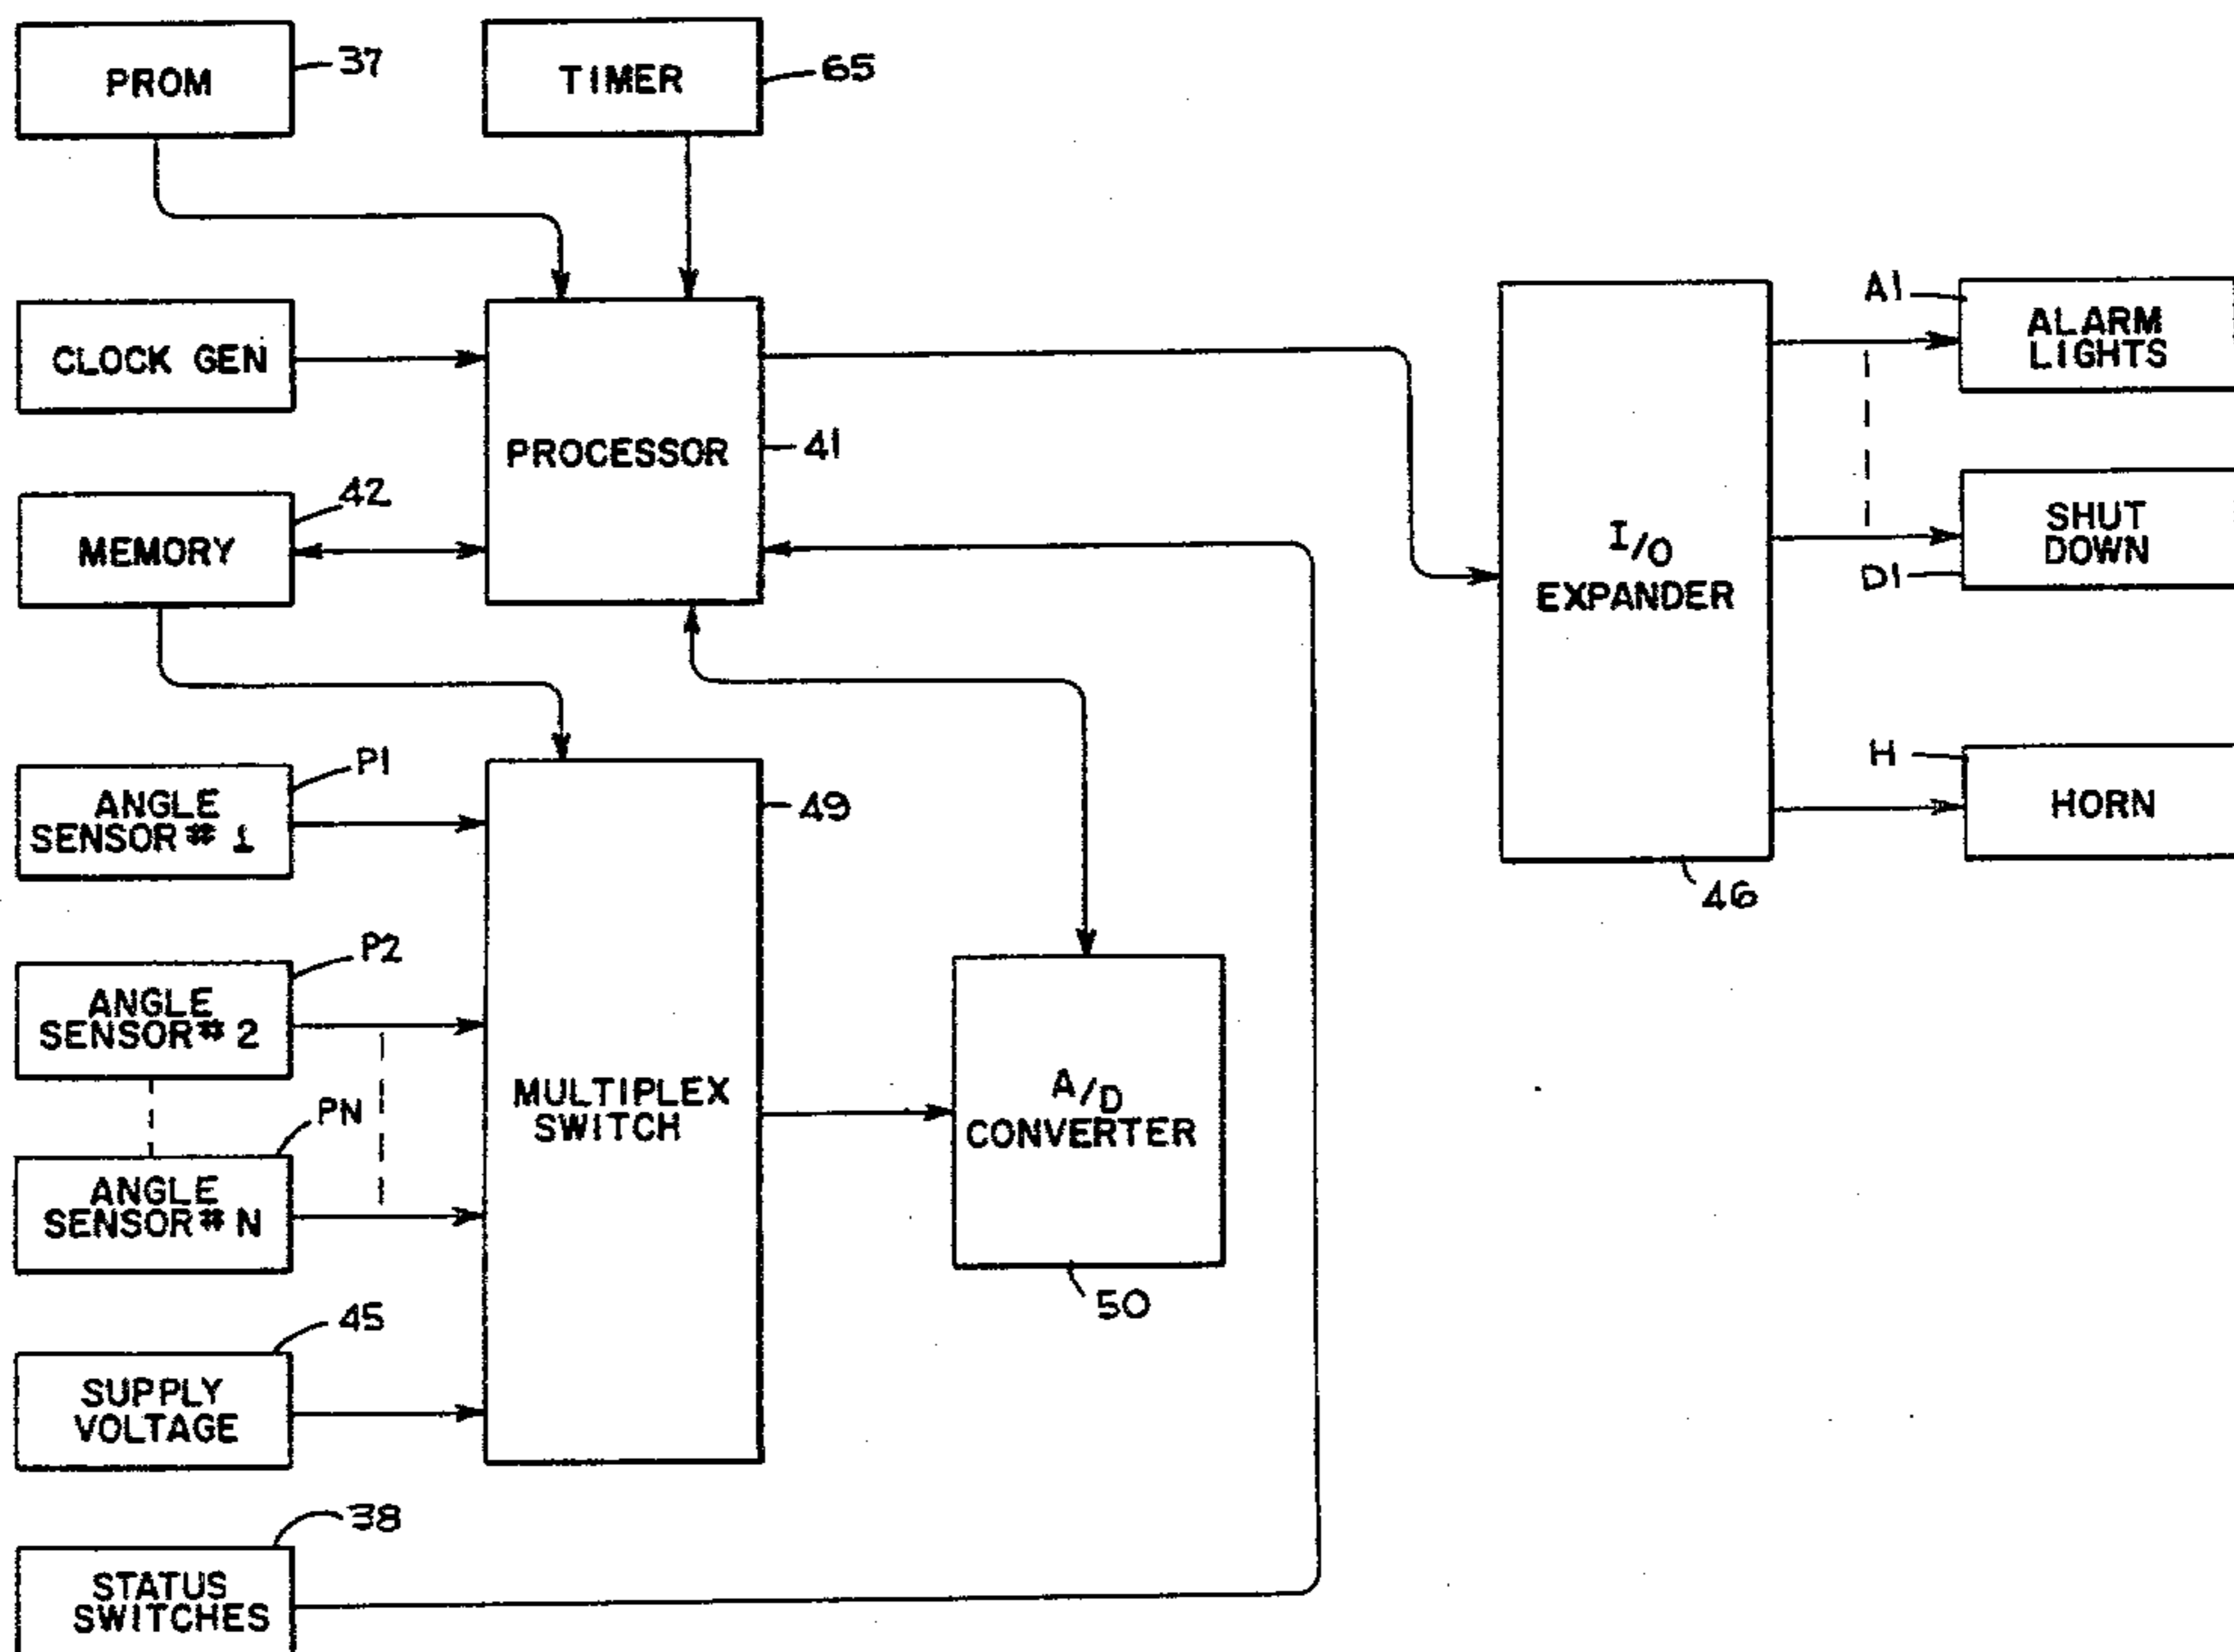 PROM
37
TIMER
65
CLOCK GEN
PROCESSOR
41
MEMORY
42
I/O
EXPANDER
46
A1
ALARM
LIGHTS
SHUT
DOWN
D1
H
HORN
ANGLE
SENSOR # 1
P1
ANGLE
SENSOR # 2
P2
ANGLE
SENSOR # N
PN
MULTIPLEX
SWITCH
49
A/D
CONVERTER
50
SUPPLY
VOLTAGE
45
STATUS
SWITCHES
38